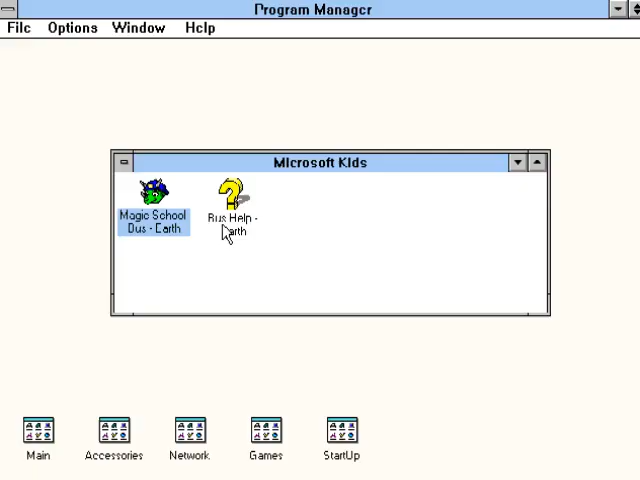 Program Manager
File Options Window Help
Microsoft Kids
Magic School
Bus - Earth
Bus Help -
Earth
Main Accessories Network Games StartUp